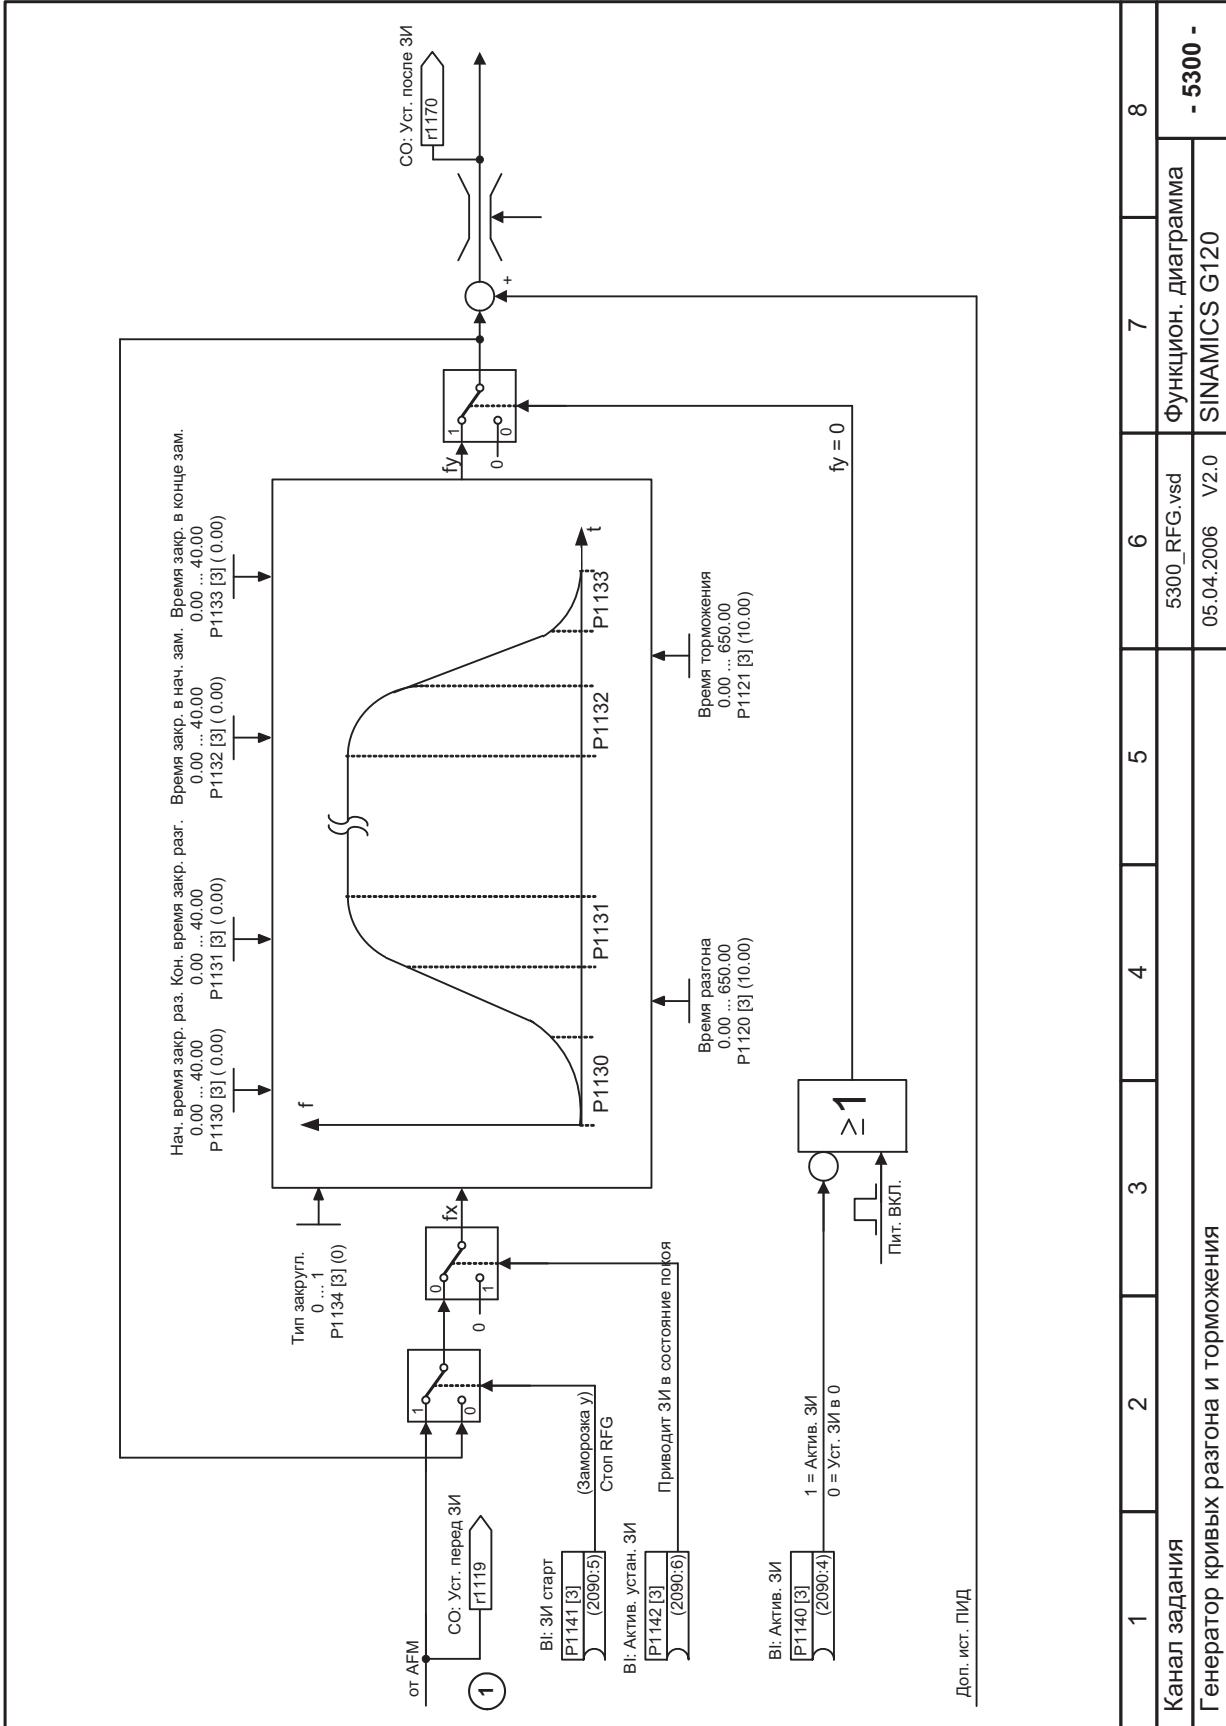 от AFM
1
CO: Уст. перед ЗИ
r1119
BI: ЗИ старт
P1141 [3]
(2090:5)
(Заморозка y)
Стоп RFG
BI: Актив. устан. ЗИ
P1142 [3]
(2090:6)
Приводит ЗИ в состояние покоя
BI: Актив. ЗИ
P1140 [3]
(2090:4)
1 = Актив. ЗИ
0 = Уст. ЗИ в 0
Доп. ист. ПИД
1
0
0
1
0
fx
Тип закругл.
0 ... 1
P1134 [3] (0)
Пит. ВКЛ.
≥1
Нач. время закр. раз.
0.00 ... 40.00
P1130 [3] ( 0.00)
Кон. время закр. разг.
0.00 ... 40.00
P1131 [3] ( 0.00)
Время закр. в нач. зам.
0.00 ... 40.00
P1132 [3] ( 0.00)
Время закр. в конце зам.
0.00 ... 40.00
P1133 [3] ( 0.00)
f
t
P1130
P1131
P1132
P1133
Время разгона
0.00 ... 650.00
P1120 [3] (10.00)
Время торможения
0.00 ... 650.00
P1121 [3] (10.00)
fy
1
0
0
fy = 0
+
CO: Уст. после ЗИ
r1170
1 2 3 4 5 6 7 8
Канал задания
Генератор кривых разгона и торможения
5300_RFG.vsd
05.04.2006 V2.0
Функцион. диаграмма
SINAMICS G120
- 5300 -